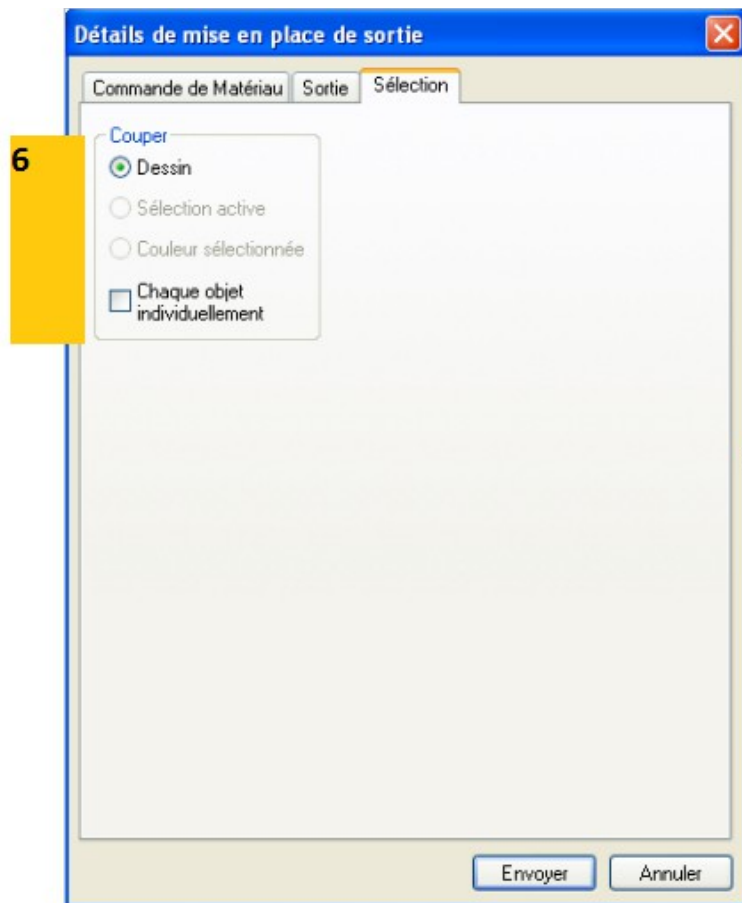 Détails de mise en place de sortie
Commande de Matériau Sortie Sélection
Couper
6
Dessin
Sélection active
Couleur sélectionnée
Chaque objet
individuellement
Envoyer Annuler